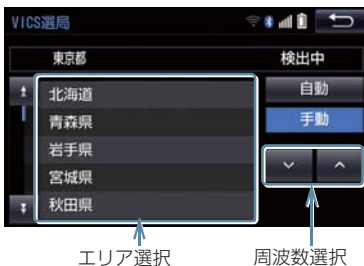 VICS選局
東京都
検出中
北海道
自動
青森県
手動
岩手県
宮城県
秋田県
エリア選択
周波数選択